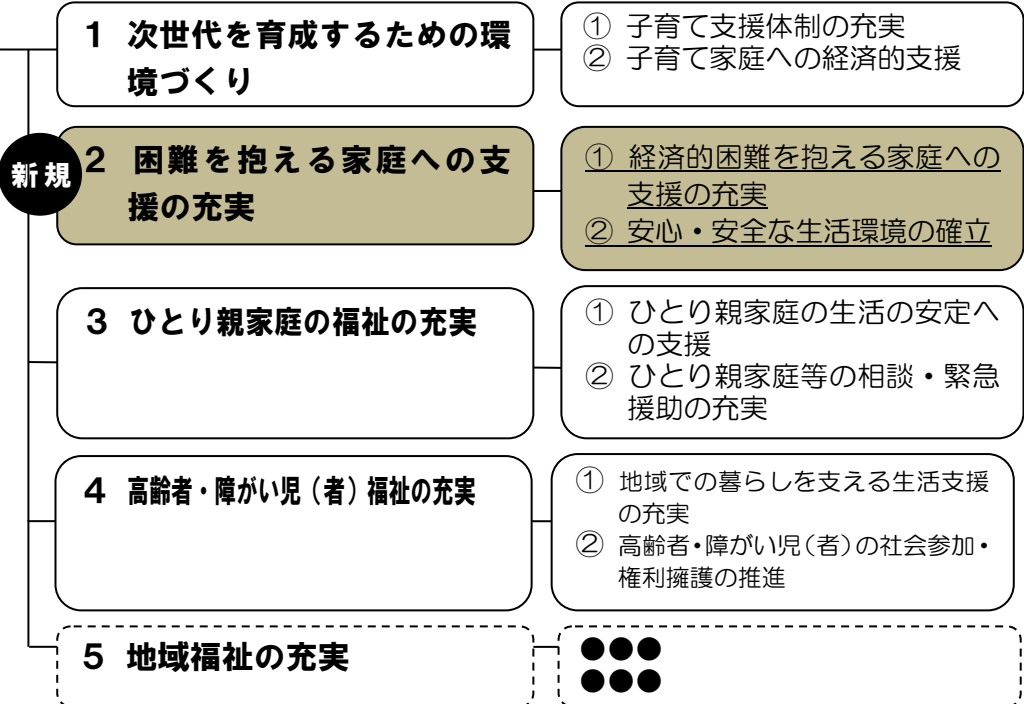 1 次世代を育成するための環
境づくり
① 子育て支援体制の充実
② 子育て家庭への経済的支援
新規
2 困難を抱える家庭への支
援の充実
① 経済的困難を抱える家庭への
支援の充実
② 安心・安全な生活環境の確立
3 ひとり親家庭の福祉の充実
① ひとり親家庭の生活の安定へ
の支援
② ひとり親家庭等の相談・緊急
援助の充実
4 高齢者・障がい児（者）福祉の充実
① 地域での暮らしを支える生活支援
の充実
② 高齢者・障がい児（者）の社会参加・
権利擁護の推進
5 地域福祉の充実
●●●
●●●